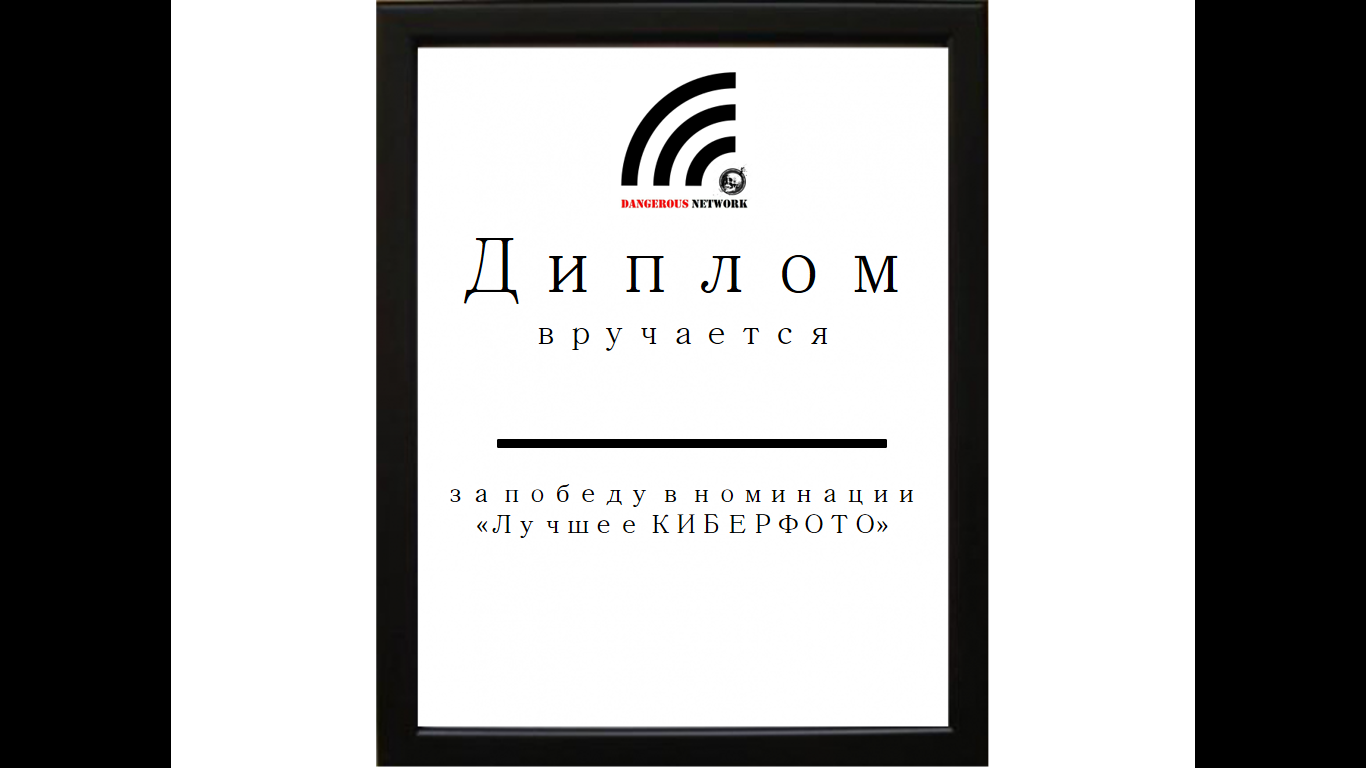 DANGEROUS NETWORK
Диплом
вручается
за победу в номинации
«Лучшее КИБЕРФОТО»